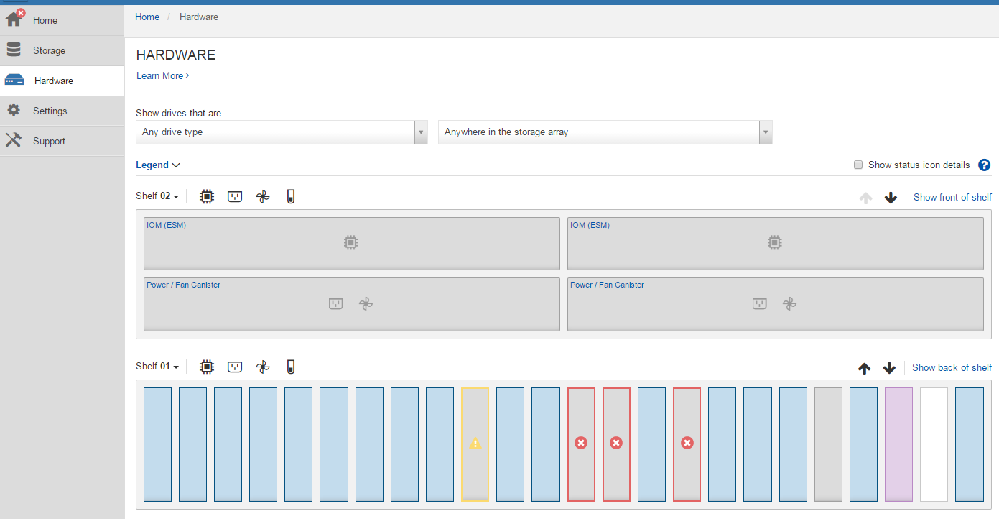 Home
Storage
Hardware
Settings
Support
Home / Hardware
HARDWARE
Learn More >
Show drives that are...
Any drive type
Anywhere in the storage array
Legend
Show status icon details ?
Shelf 02
Show front of shelf
IOM (ESM)
IOM (ESM)
Power / Fan Canister
Power / Fan Canister
Shelf 01
Show back of shelf